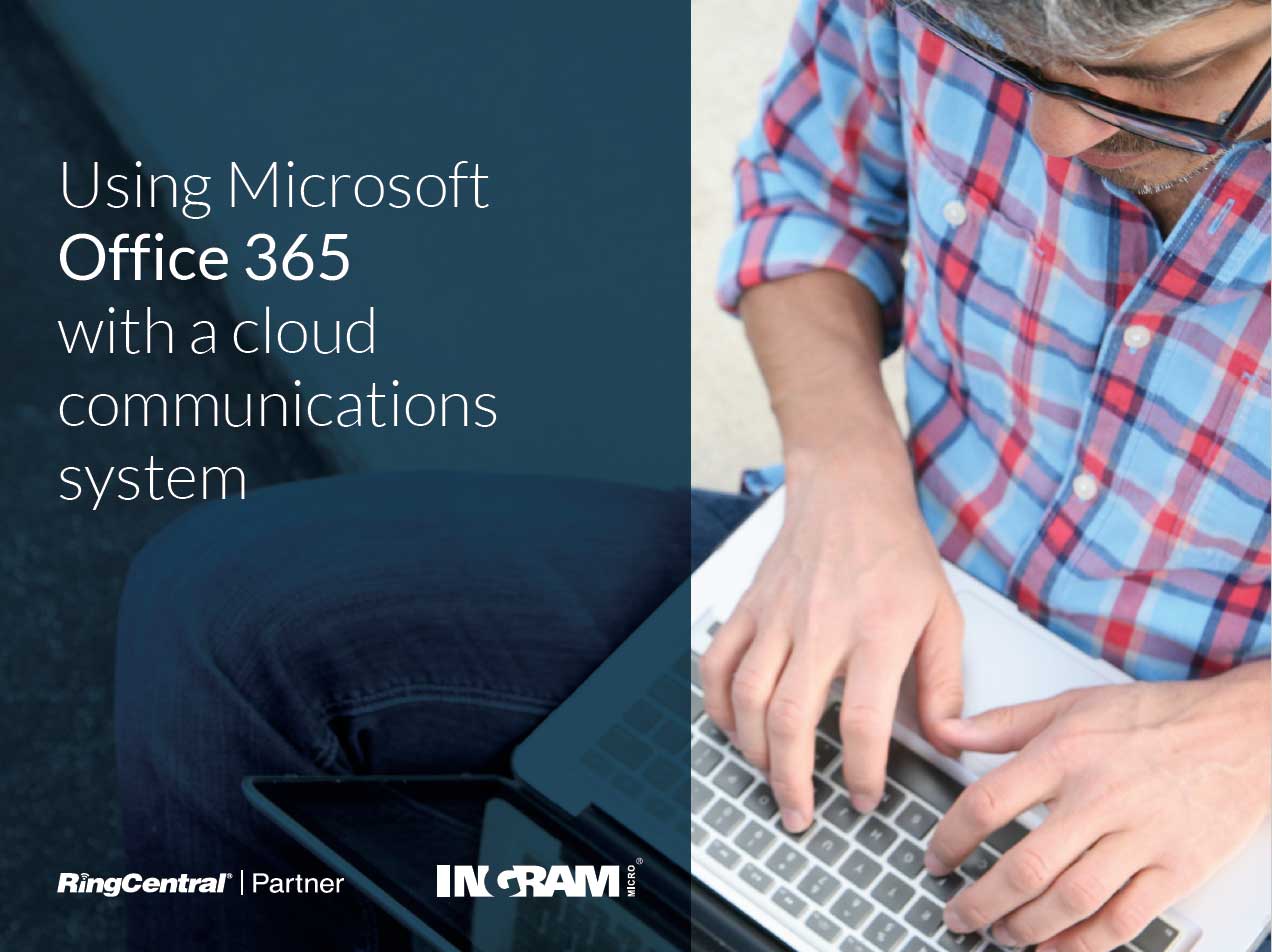 Using Microsoft
Office 365
with a cloud
communications
system
RingCentral® | Partner
INGRAM MICRO®